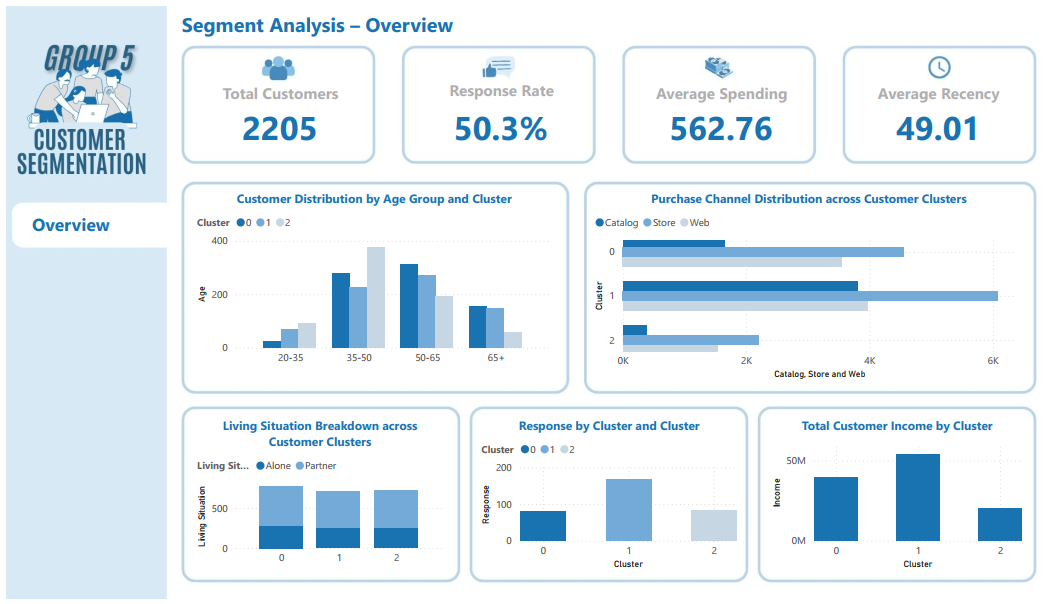 GROUP 5
CUSTOMER
SEGMENTATION
Overview
Segment Analysis – Overview
Total Customers
2205
Response Rate
50.3%
Average Spending
562.76
Average Recency
49.01
Customer Distribution by Age Group and Cluster
Cluster 0 1 2
Age
400
200
0
20-35 35-50 50-65 65+
Purchase Channel Distribution across Customer Clusters
Catalog Store Web
Cluster
0
1
2
0K 2K 4K 6K
Catalog, Store and Web
Living Situation Breakdown across
Customer Clusters
Living Sit... Alone Partner
Living Situation
500
0
0 1 2
Response by Cluster and Cluster
Cluster 0 1 2
Response
200
100
0
0 1 2
Cluster
Total Customer Income by Cluster
Income
50M
0M
0 1 2
Cluster